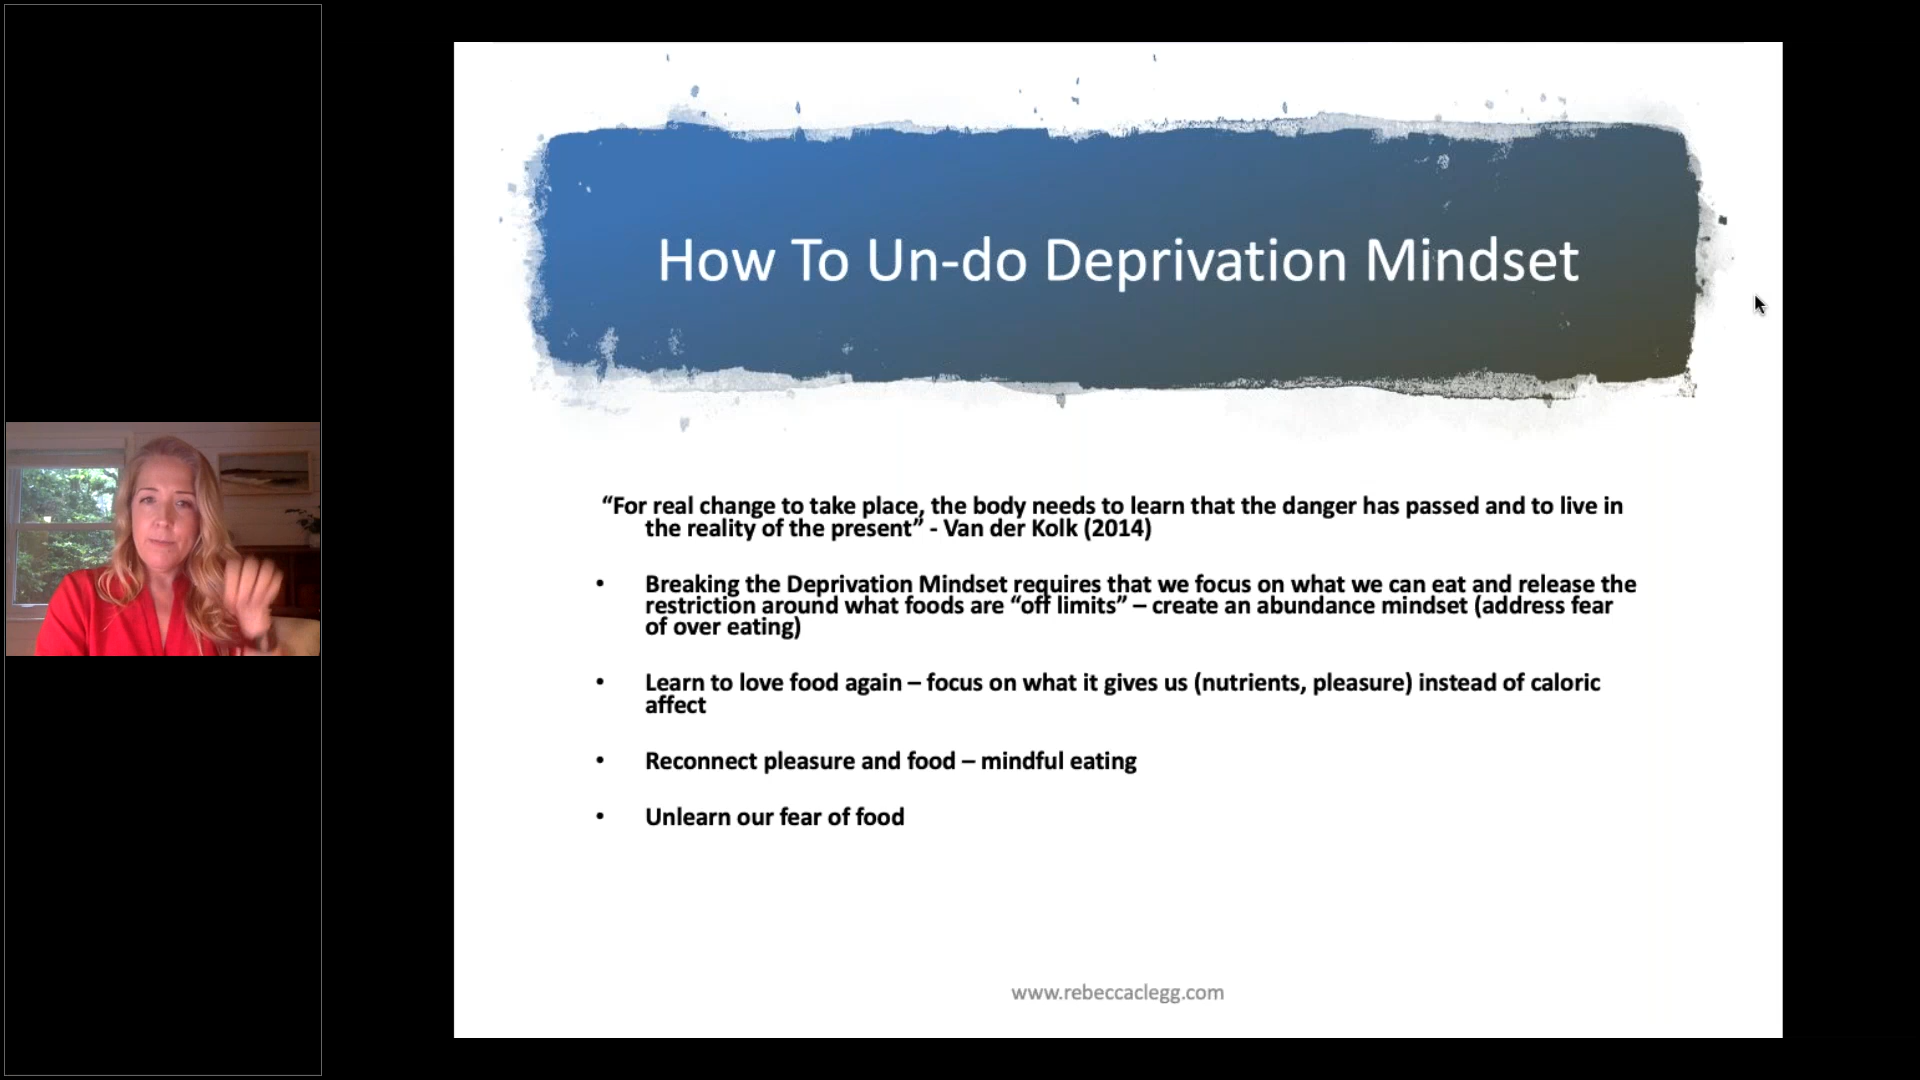 How To Un-do Deprivation Mindset
“For real change to take place, the body needs to learn that the danger has passed and to live in
the reality of the present” - Van der Kolk (2014)
• Breaking the Deprivation Mindset requires that we focus on what we can eat and release the
restriction around what foods are “off limits” – create an abundance mindset (address fear
of over eating)
• Learn to love food again – focus on what it gives us (nutrients, pleasure) instead of caloric
affect
• Reconnect pleasure and food – mindful eating
• Unlearn our fear of food
www.rebeccaclegg.com